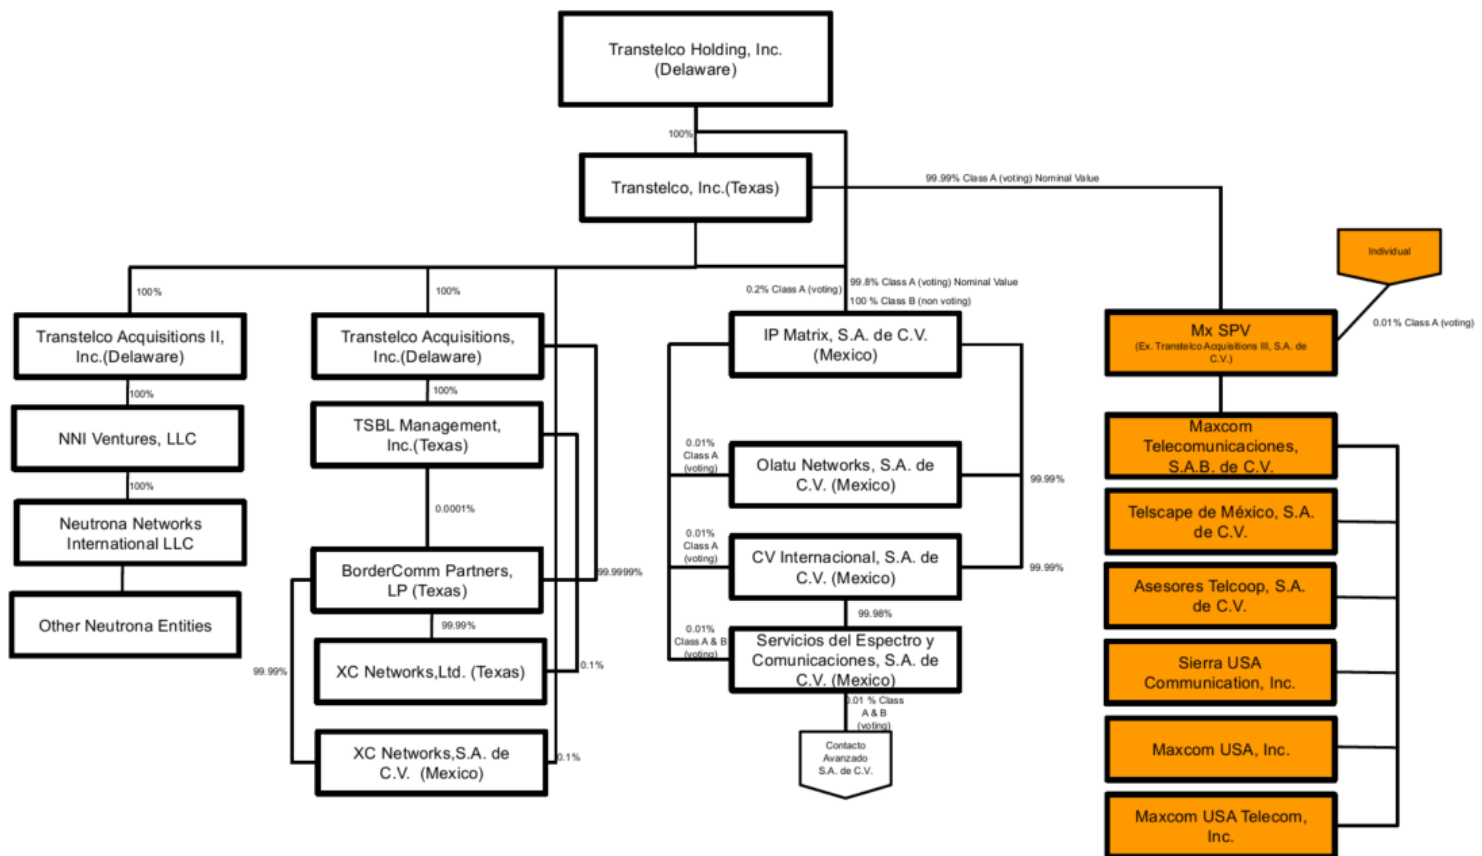 Transtelco Holding, Inc.
(Delaware)
100%
Transtelco, Inc.(Texas)
99.99% Class A (voting) Nominal Value
Individual
0.01% Class A (voting)
100%
100%
0.2% Class A (voting)
99.8% Class A (voting) Nominal Value
100 % Class B (non voting)
Transtelco Acquisitions II,
Inc.(Delaware)
Transtelco Acquisitions,
Inc.(Delaware)
IP Matrix, S.A. de C.V.
(Mexico)
Mx SPV
(Ex. Transtelco Acquisitions III, S.A. de
C.V.)
100%
100%
NNI Ventures, LLC
TSBL Management,
Inc.(Texas)
0.01%
Class A
(voting)
Olatu Networks, S.A. de
C.V. (Mexico)
99.99%
Maxcom
Telecomunicaciones,
S.A.B. de C.V.
100%
0.0001%
Neutrona Networks
International LLC
Telscape de México, S.A.
de C.V.
0.01%
Class A
(voting)
CV Internacional, S.A. de
C.V. (Mexico)
99.99%
BorderComm Partners,
LP (Texas)
99.9999%
Asesores Telcoop, S.A.
de C.V.
Other Neutrona Entities
99.99%
99.98%
0.01%
Class A & B
(voting)
Servicios del Espectro y
Comunicaciones, S.A. de
C.V. (Mexico)
99.99%
XC Networks,Ltd. (Texas)
0.1%
Sierra USA
Communication, Inc.
0.01 % Class
A & B
(voting)
XC Networks,S.A. de
C.V. (Mexico)
0.1%
Contacto
Avanzado
S.A. de C.V.
Maxcom USA, Inc.
Maxcom USA Telecom,
Inc.